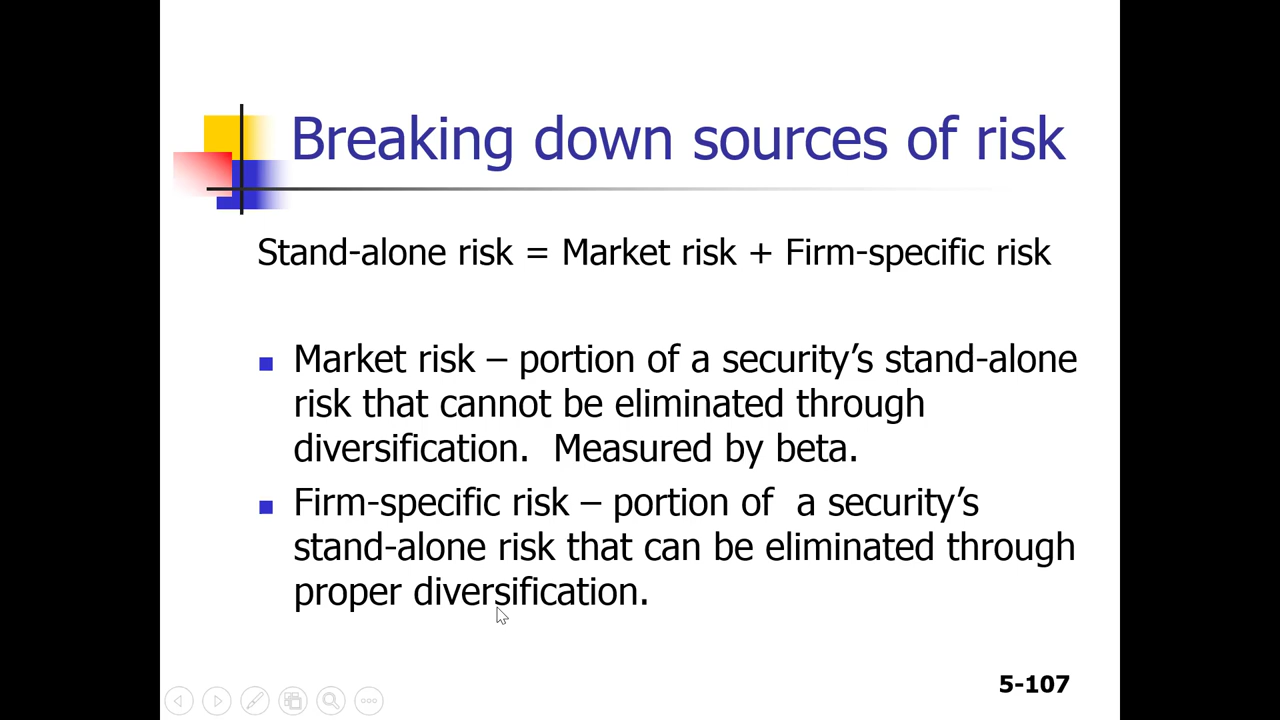 Breaking down sources of risk
Stand-alone risk = Market risk + Firm-specific risk
Market risk – portion of a security’s stand-alone
risk that cannot be eliminated through
diversification.  Measured by beta.
Firm-specific risk – portion of  a security’s
stand-alone risk that can be eliminated through
proper diversification.
5-107